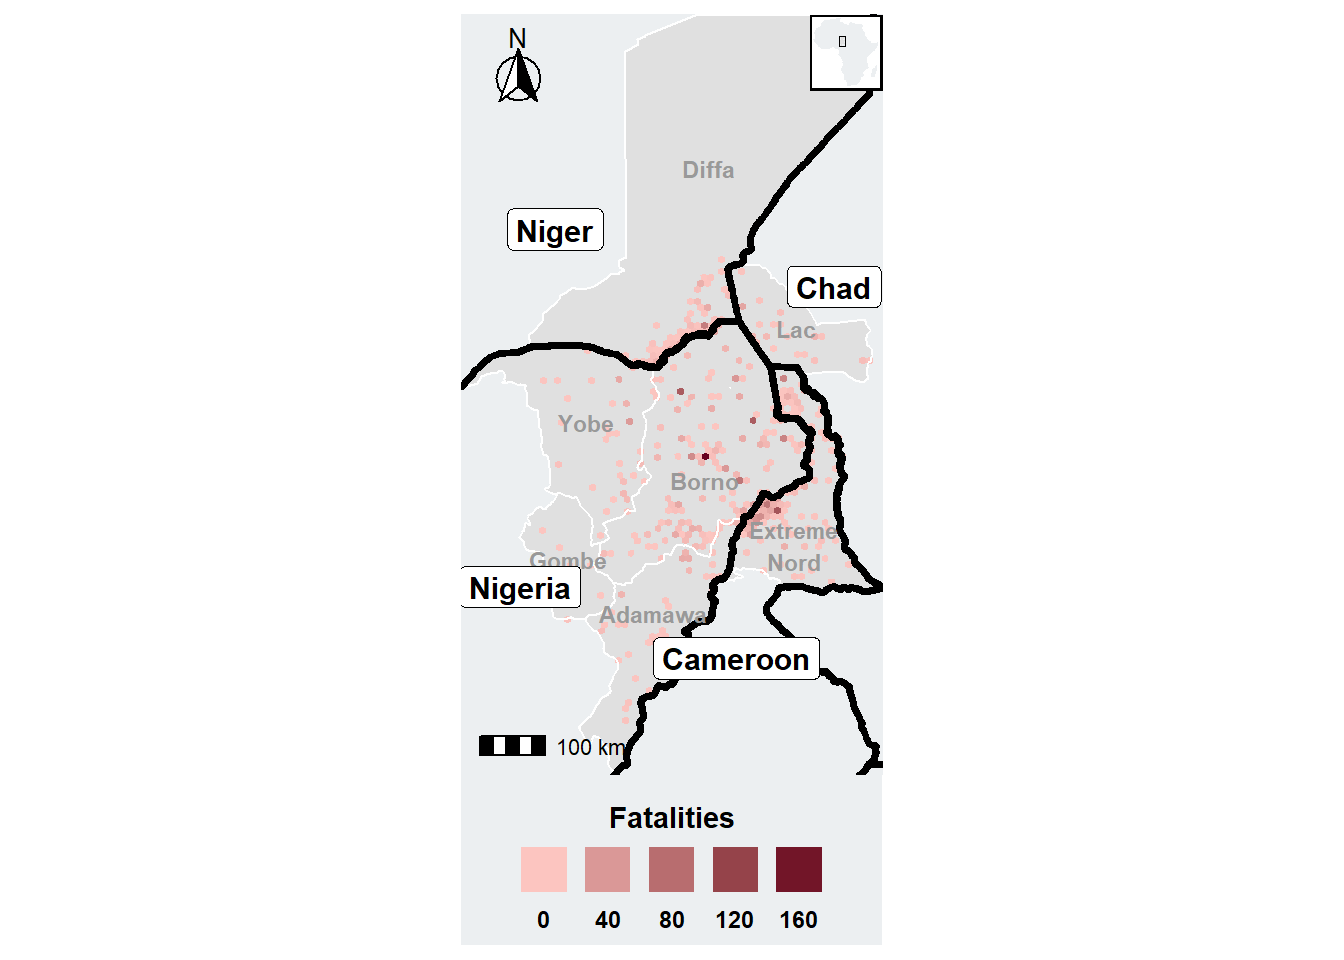 N
Diffa
Niger
Chad
Lac
Yobe
Borno
Extreme
Nord
Gombe
Nigeria
Adamawa
Cameroon
100 km
Fatalities
0 40 80 120 160